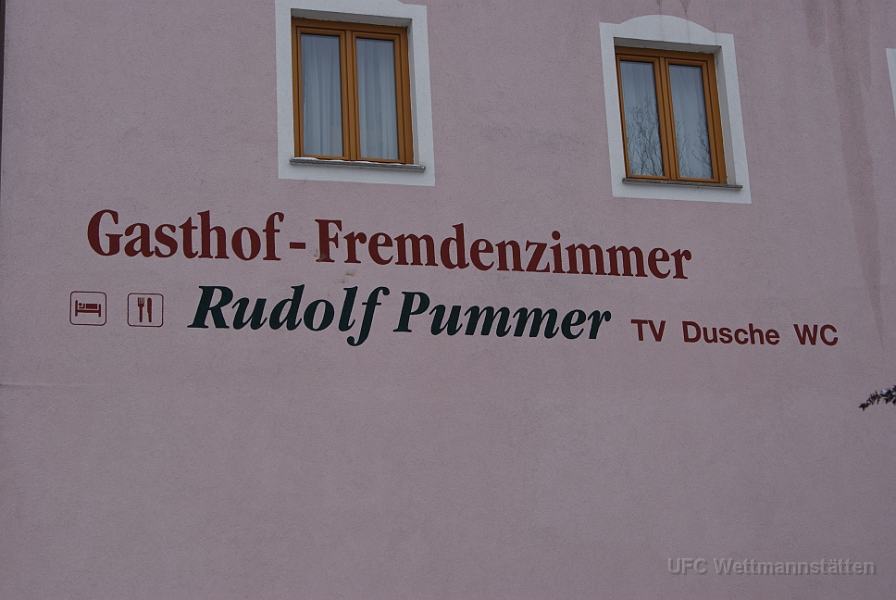 Gasthof - Fremdenzimmer
Rudolf Pummer TV Dusche WC
UFC Wettmannstätten